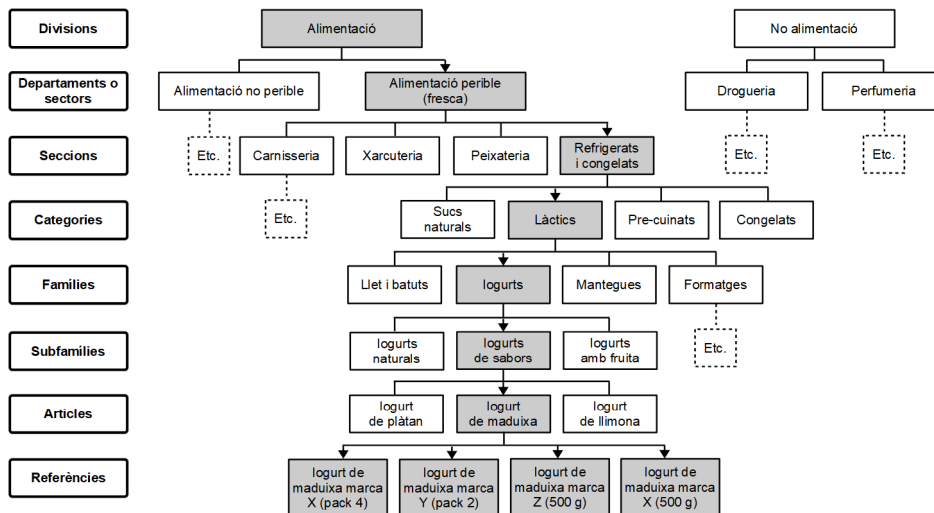 Divisions
Alimentació
No alimentació
Departaments o
sectors
Alimentació no perible
Alimentació perible
(fresca)
Drogueria
Perfumeria
Seccions
Etc.
Carnisseria
Xarcuteria
Peixateria
Refrigerats
i congelats
Etc.
Etc.
Categories
Etc.
Sucs
naturals
Làctics
Pre-cuinats
Congelats
Famílies
Llet i batuts
Iogurts
Mantegues
Formatges
Subfamílies
Iogurts
naturals
Iogurts
de sabors
Iogurts
amb fruita
Etc.
Articles
Iogurt
de plàtan
Iogurt
de maduixa
Iogurt
de llimona
Referències
Iogurt de
maduixa marca
X (pack 4)
Iogurt de
maduixa marca
Y (pack 2)
Iogurt de
maduixa marca
Z (500 g)
Iogurt de
maduixa marca
X (500 g)